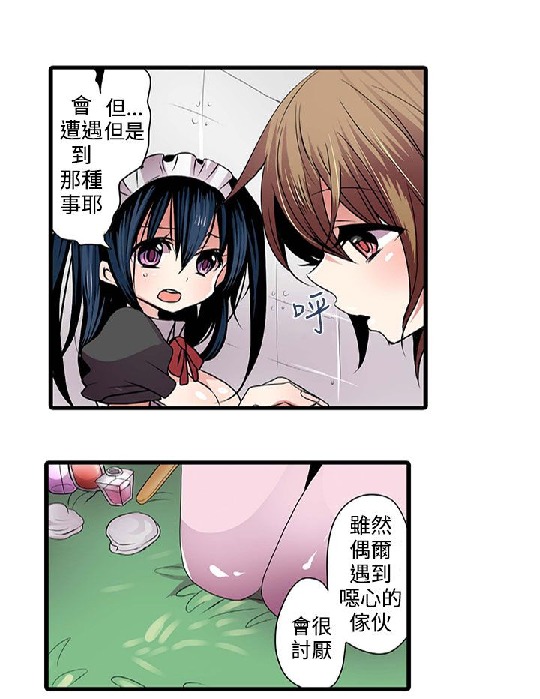 但…
但是
會
遭遇
到
那種
事耶
呼
雖然
偶爾
遇到
噁心的
傢伙
會很
討厭